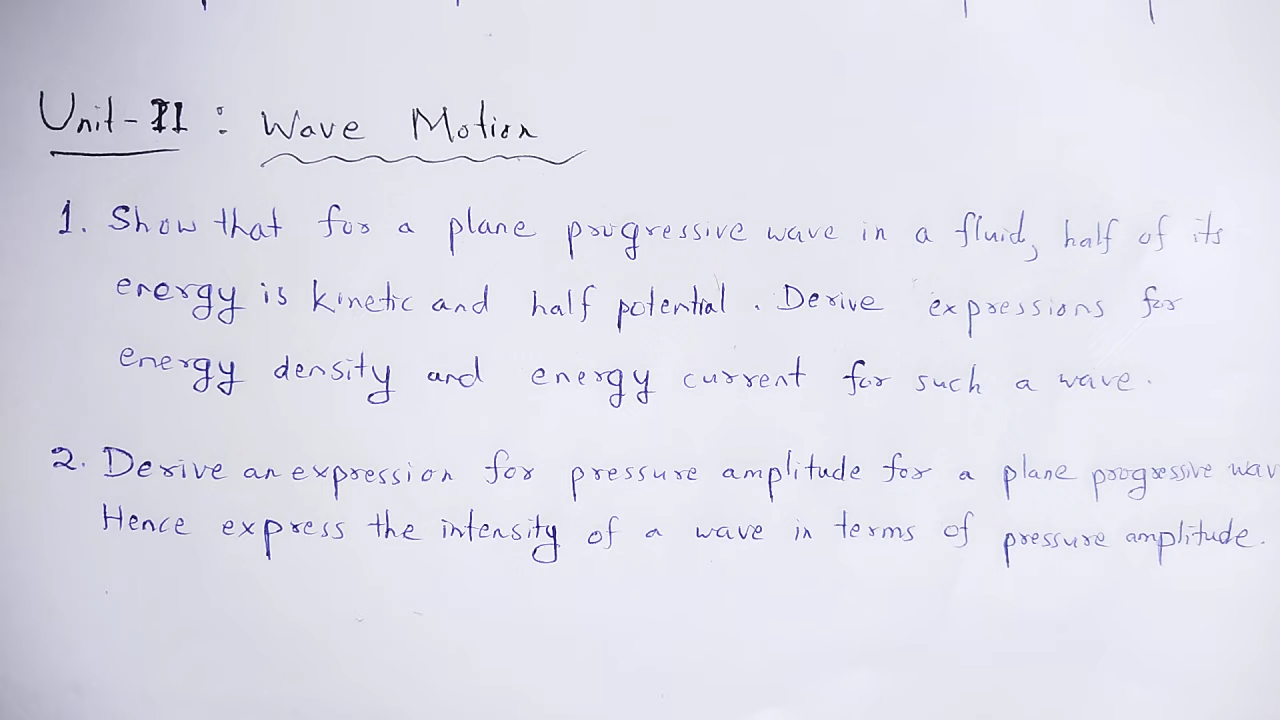 Unit-II : Wave Motion
1. Show that for a plane progressive wave in a fluid, half of its
energy is kinetic and half potential. Derive expressions for
energy density and energy current for such a wave.
2. Derive an expression for pressure amplitude for a plane progressive wav
Hence express the intensity of a wave in terms of pressure amplitude.